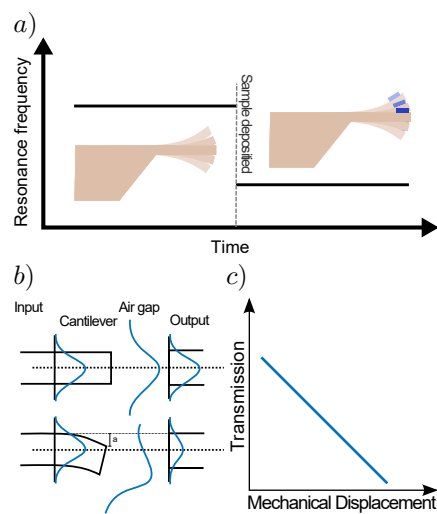 a)
Resonance frequency
Sample deposited
Time
b)
Input
Cantilever
Air gap
Output
a
c)
Transmission
Mechanical Displacement